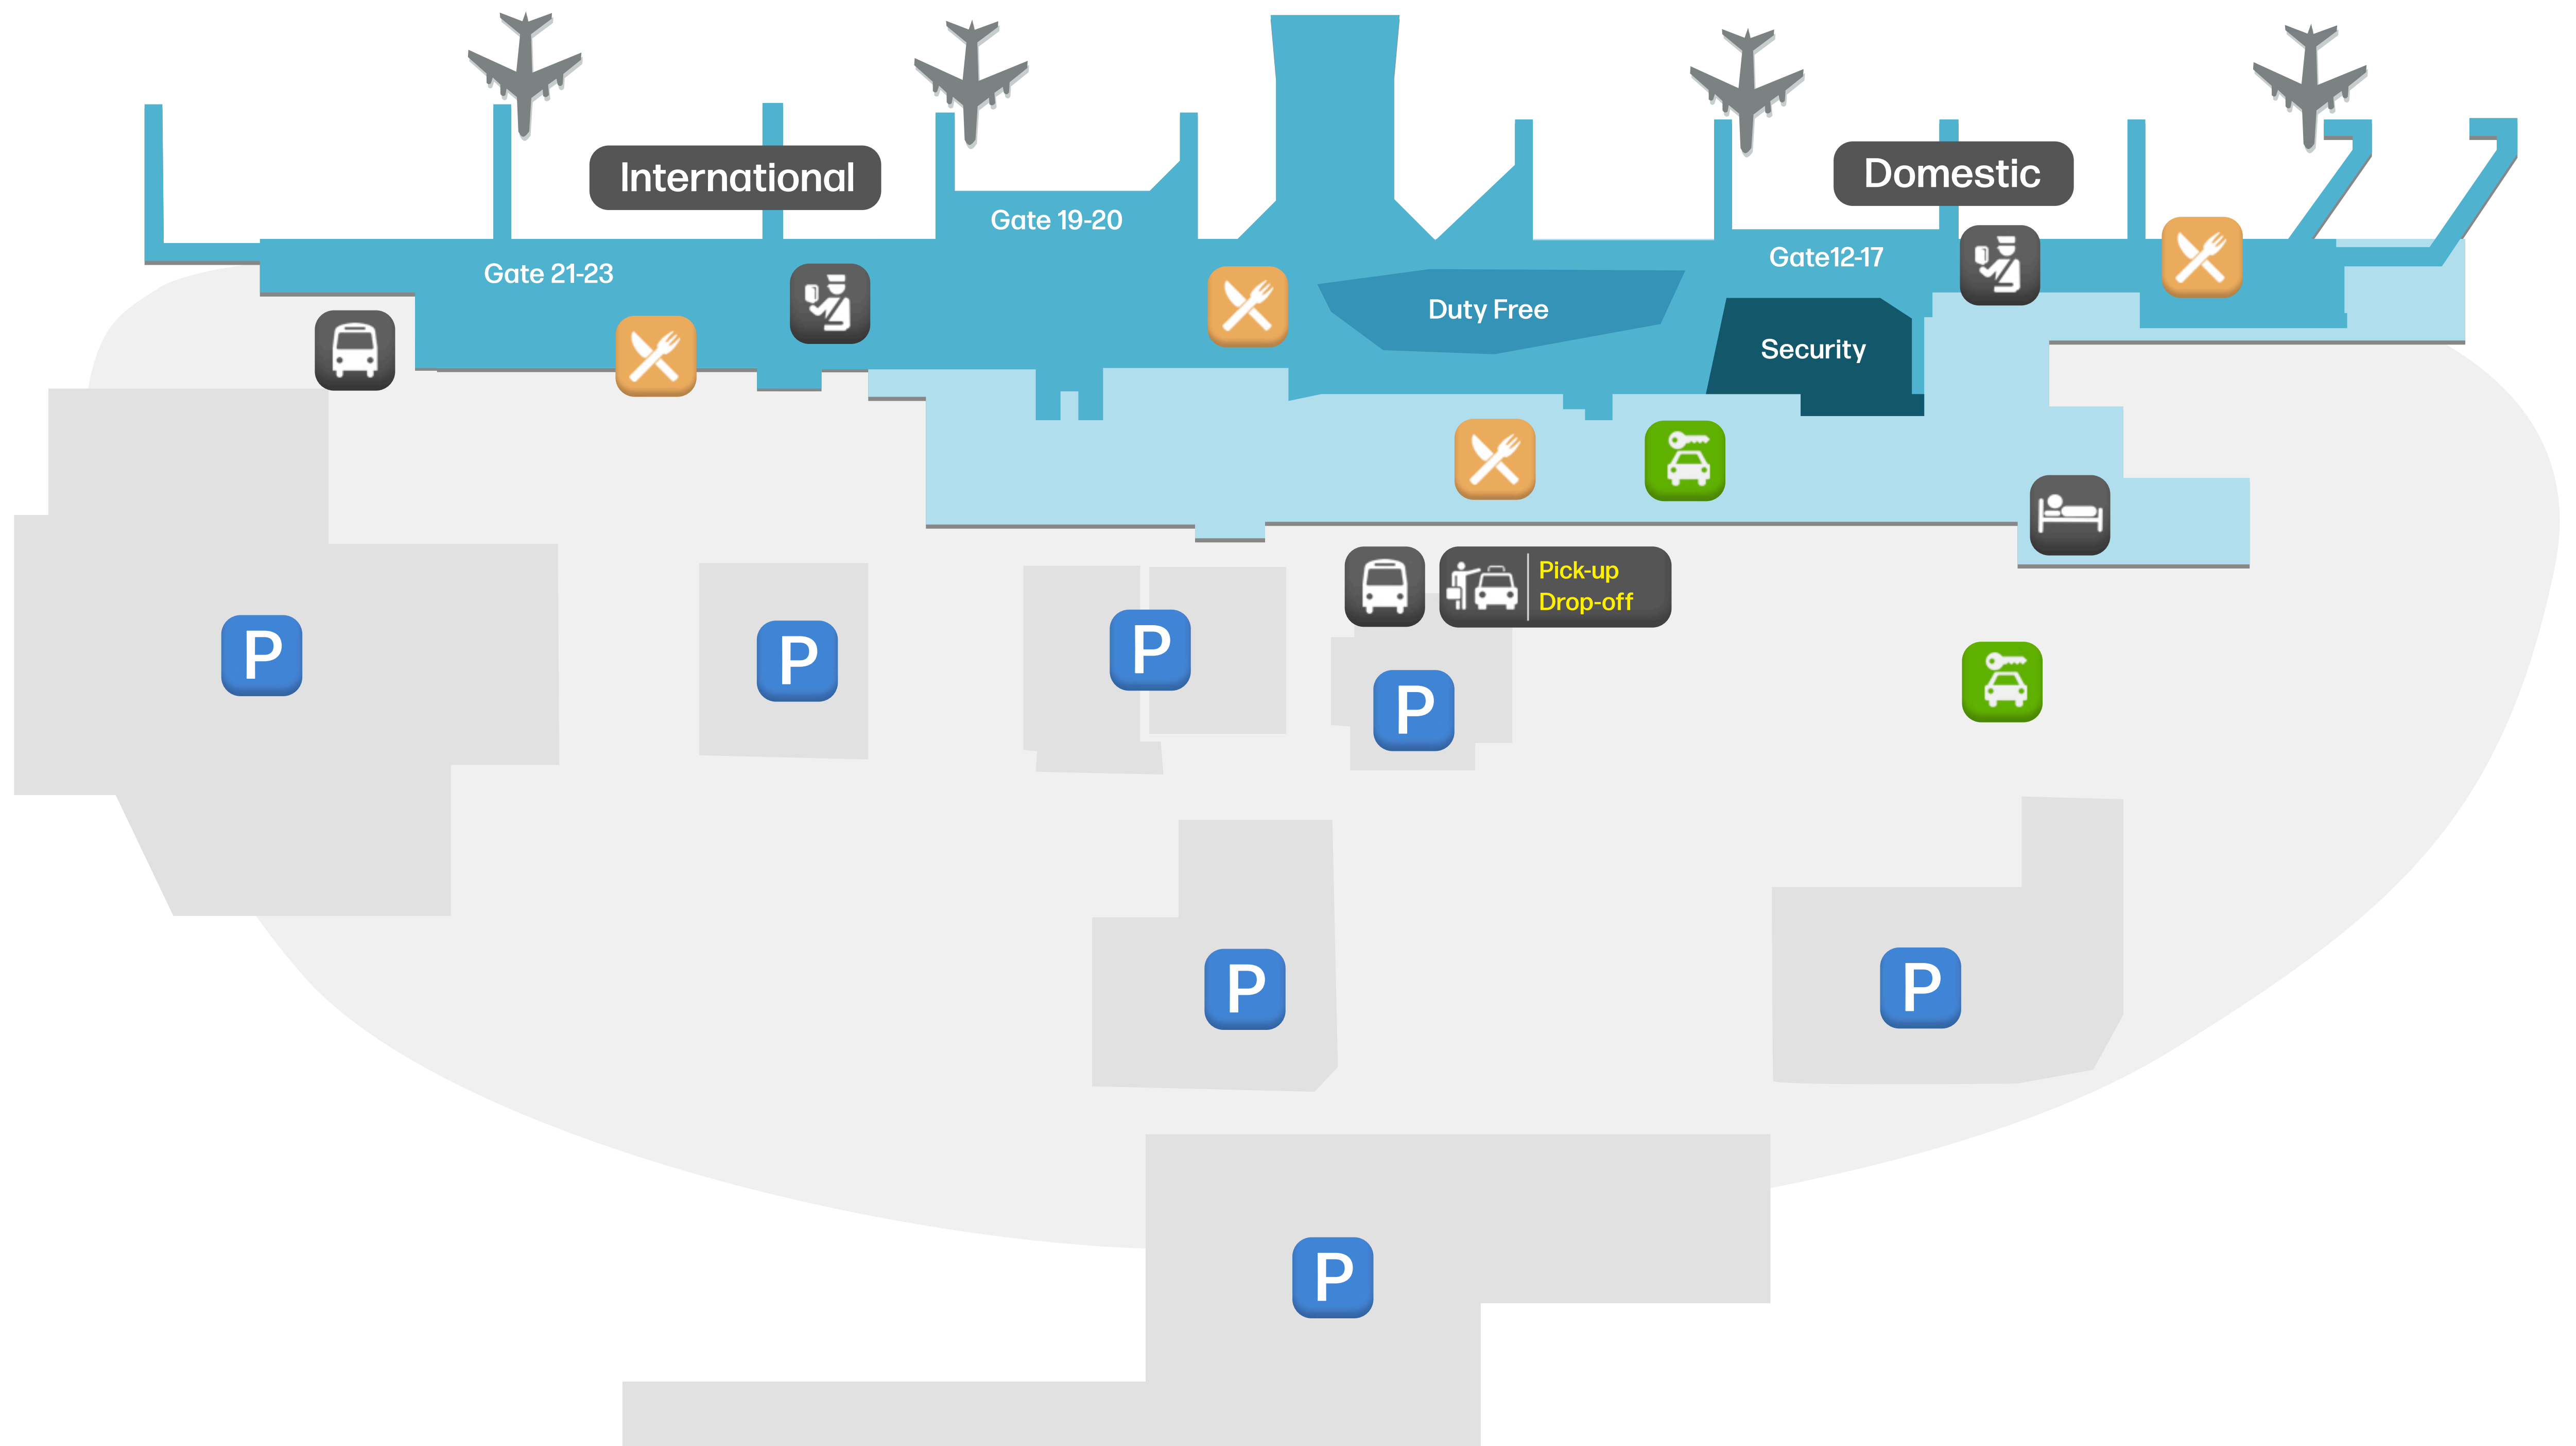 International
Domestic
Gate 19-20
Gate12-17
Gate 21-23
Duty Free
Security
Pick-up
Drop-off
P
P
P
P
P
P
P